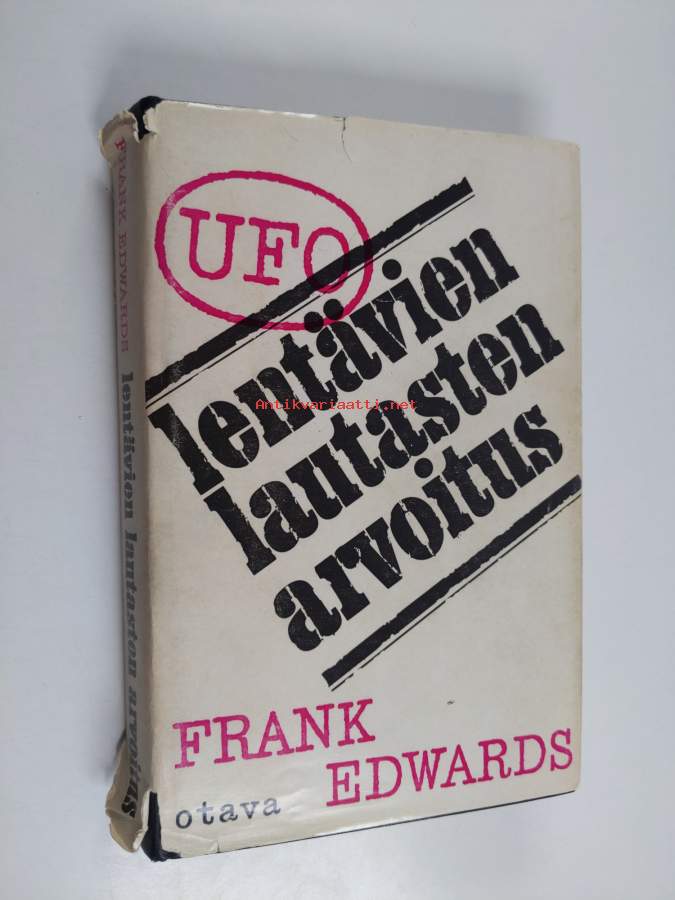 UFO
lentävien
lautasten
arvoitus
FRANK
EDWARDS
otava
FRANK EDWARDS lentävien lautasten arvoitus
Antikvariaatti.net